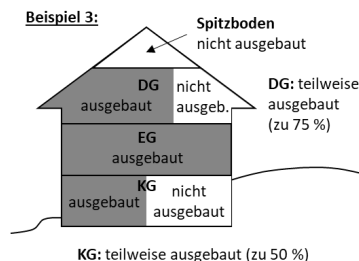 Beispiel 3:
Spitzboden
nicht ausgebaut
DG
ausgebaut
nicht
ausgeb.
DG: teilweise
ausgebaut
(zu 75 %)
EG
ausgebaut
KG
ausgebaut
nicht
ausgebaut
KG: teilweise ausgebaut (zu 50 %)